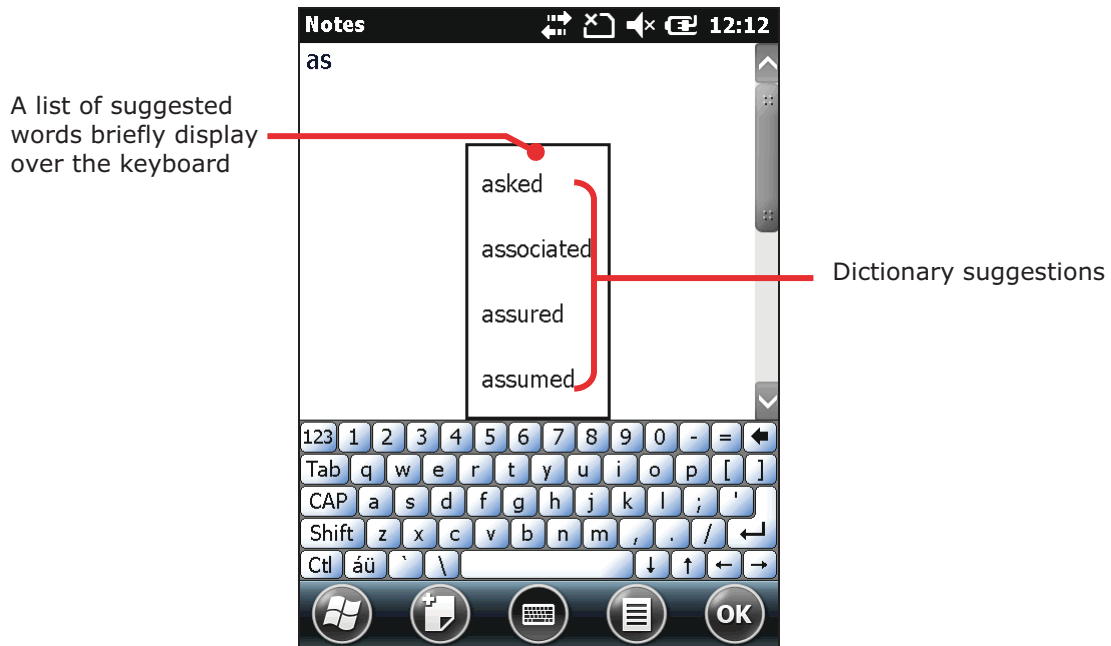 Notes 12:12
as
A list of suggested
words briefly display
over the keyboard
asked
associated
assured
assumed
Dictionary suggestions
123 1 2 3 4 5 6 7 8 9 0 - = 🡄
Tab q w e r t y u i o p [ ]
CAP a s d f g h j k l ; '
Shift z x c v b n m , . / ↵
Ctl áü ` \ ↓ ↑ ← →
OK